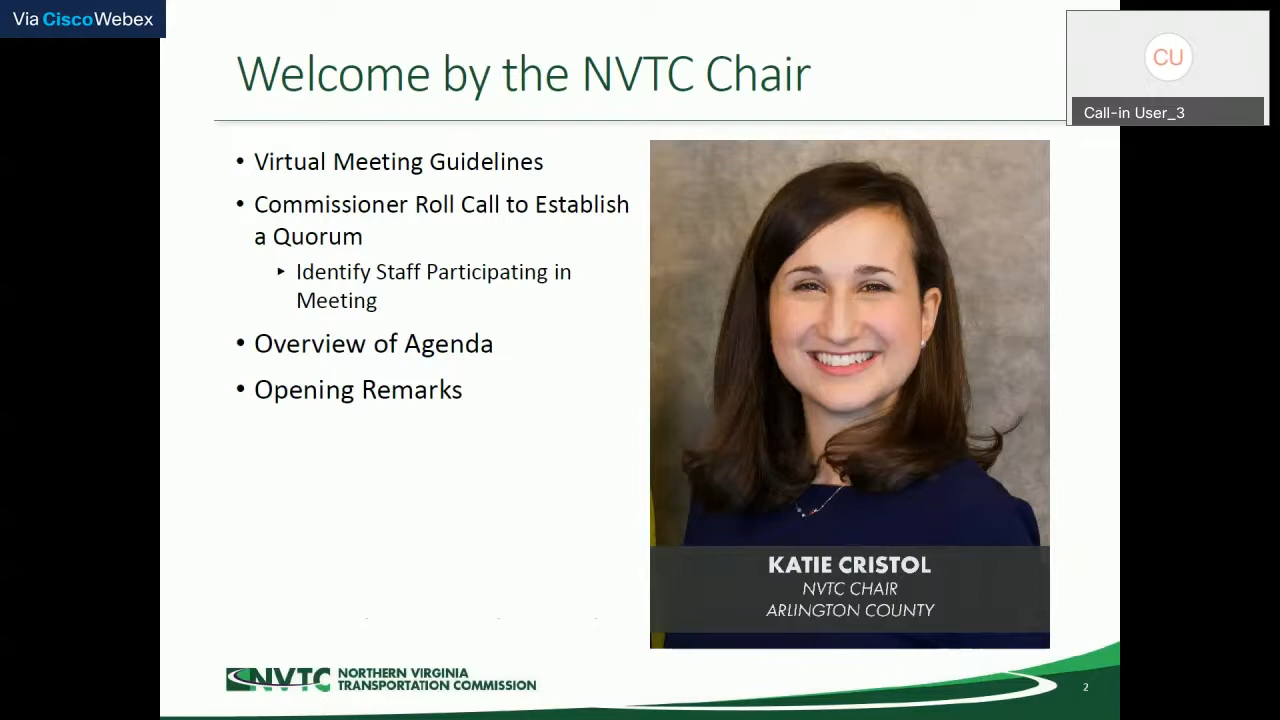 Via CiscoWebex
Welcome by the NVTC Chair
CU
Call-in User_3
• Virtual Meeting Guidelines
• Commissioner Roll Call to Establish
a Quorum
‣ Identify Staff Participating in
Meeting
• Overview of Agenda
• Opening Remarks
KATIE CRISTOL
NVTC CHAIR
ARLINGTON COUNTY
NVTC NORTHERN VIRGINIA
TRANSPORTATION COMMISSION
2